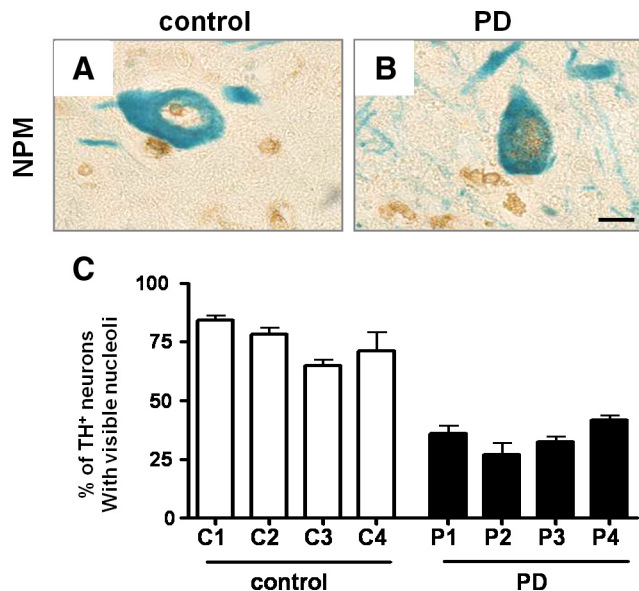 control PD
A B
NPM
C
% of TH⁺ neurons
With visible nucleoli
100
75
50
25
0
C1 C2 C3 C4 P1 P2 P3 P4
control PD